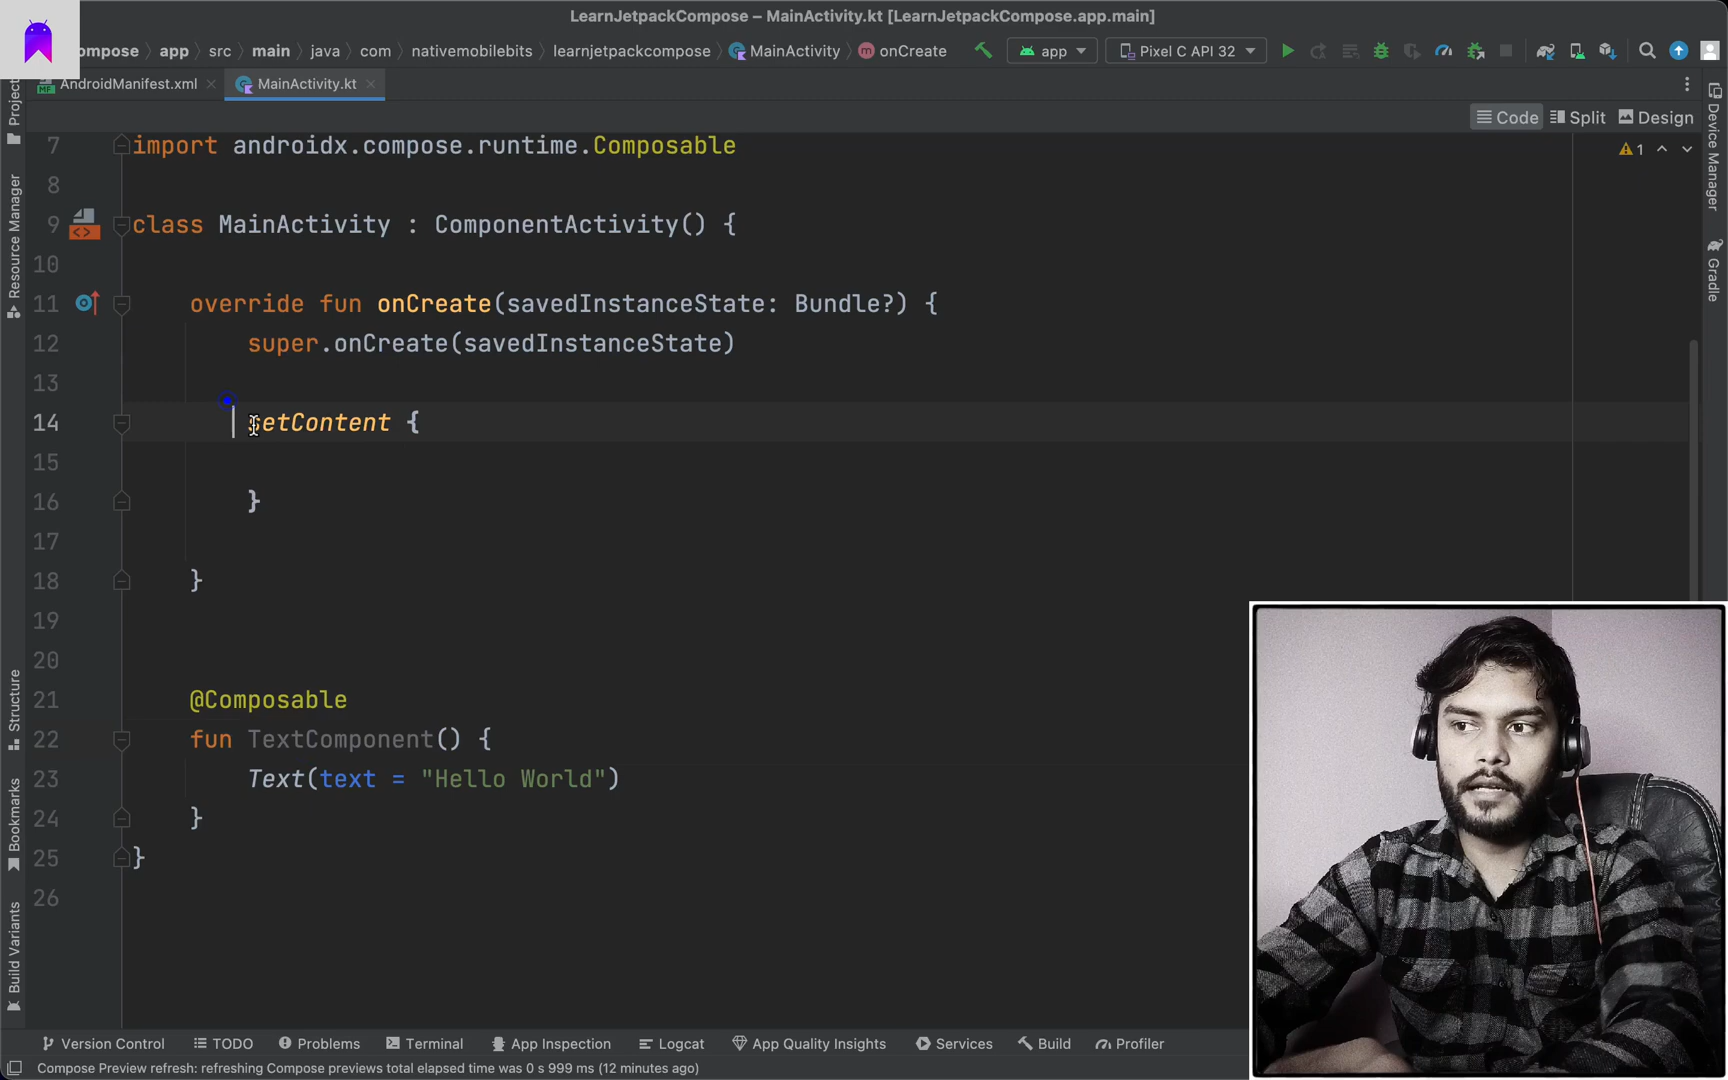 LearnJetpackCompose – MainActivity.kt [LearnJetpackCompose.app.main]
ompose app src main java com nativemobilebits learnjetpackcompose MainActivity onCreate app Pixel C API 32
AndroidManifest.xml MainActivity.kt
Code Split Design
7 import androidx.compose.runtime.Composable
1
8
9 class MainActivity : ComponentActivity() {
10
11 override fun onCreate(savedInstanceState: Bundle?) {
12 super.onCreate(savedInstanceState)
13
14 setContent {
15
16 }
17
18 }
19
20
21 @Composable
22 fun TextComponent() {
23 Text(text = "Hello World")
24 }
25 }
26
Project
Resource Manager
Structure
Bookmarks
Build Variants
Device Manager
Gradle
Version Control TODO Problems Terminal App Inspection Logcat App Quality Insights Services Build Profiler
Compose Preview refresh: refreshing Compose previews total elapsed time was 0 s 999 ms (12 minutes ago)